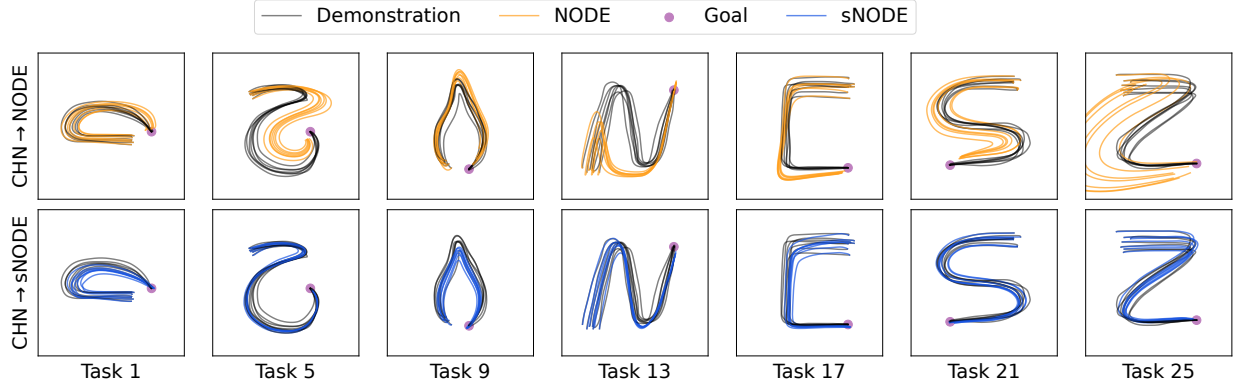 Demonstration NODE Goal sNODE
CHN → NODE
CHN → sNODE
Task 1 Task 5 Task 9 Task 13 Task 17 Task 21 Task 25